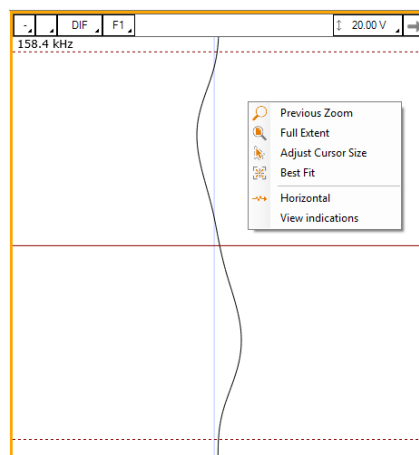 - DIF F1 20.00 V
158.4 kHz
Previous Zoom
Full Extent
Adjust Cursor Size
Best Fit
Horizontal
View indications